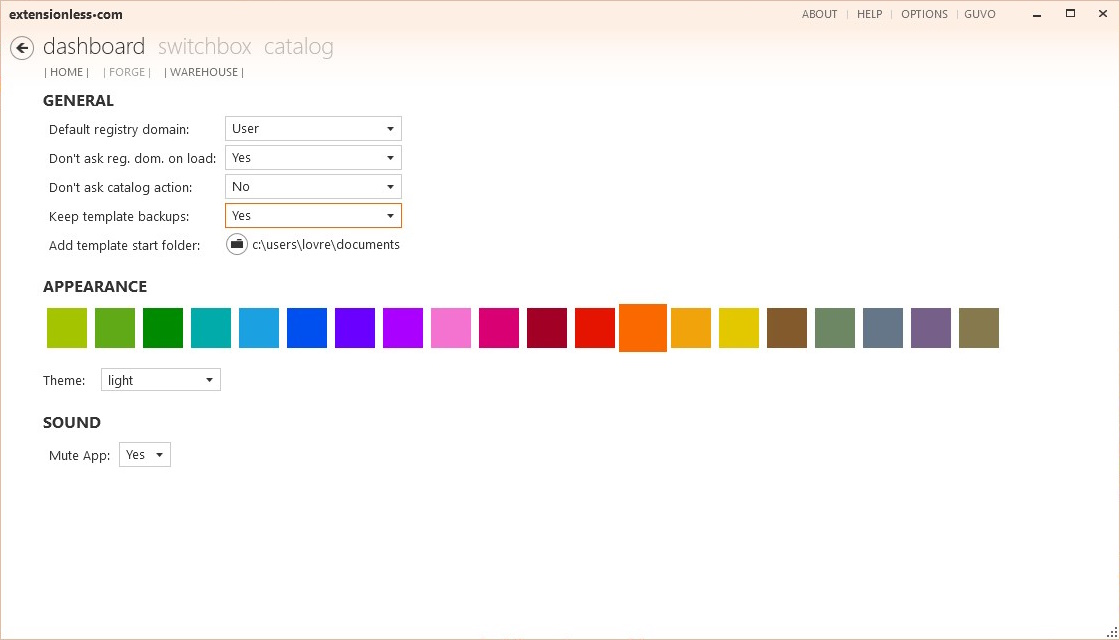 extensionless•com ABOUT | HELP | OPTIONS | GUVO
dashboard switchbox catalog
| HOME | | FORGE | | WAREHOUSE |
GENERAL
Default registry domain: User
Don't ask reg. dom. on load: Yes
Don't ask catalog action: No
Keep template backups: Yes
Add template start folder: c:\users\lovre\documents
APPEARANCE
Theme: light
SOUND
Mute App: Yes